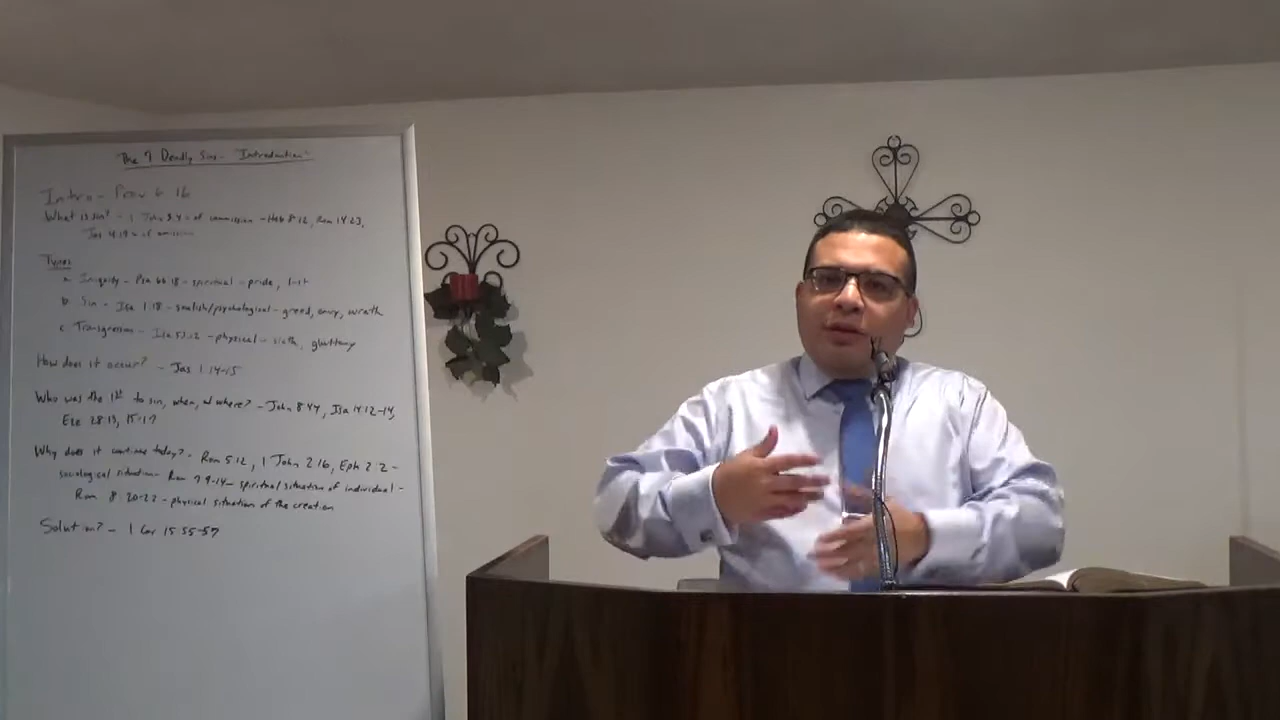 The 7 Deadly Sins - "Introduction"
Intro - Prov 6 16
What is sin? - 1 John 3.4 = of commission - Heb 8:12, Rom 14 23,
Jas 4.17 = of omission
Types
a. Iniquity - Psa 66 18 - spiritual - pride, lust
b. Sin - Isa 1.18 - soulish/psychological - greed, envy, wrath
c. Transgression - Isa 53:12 - physical - sloth, gluttony
How does it occur? - Jas 1.14-15
Who was the 1st to sin, when, & where? - John 8 44, Isa 14 12-14,
Eze 28:13, 15-17
Why does it continue today? - Rom 5 12, 1 John 2 16, Eph 2 2 -
sociological situation - Rom 7 9-14 - spiritual situation of individual -
Rom 8 20-22 - physical situation of the creation
Solution? - 1 Cor 15 55-57